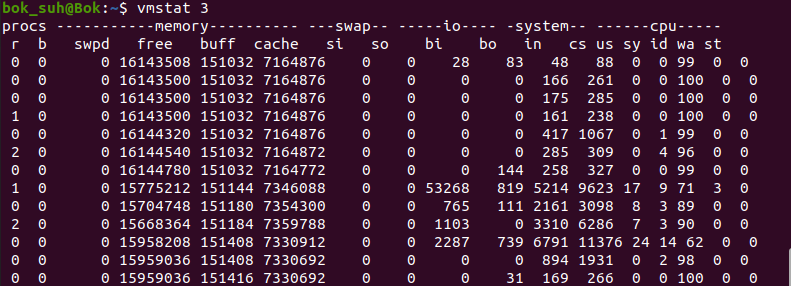 bok_suh@Bok:~$ vmstat 3
procs -----------memory---------- ---swap-- -----io---- -system-- ------cpu-----
 r  b   swpd   free   buff  cache   si   so    bi    bo   in   cs us sy id wa st
 0  0      0 16143508 151032 7164876    0    0    28    83   48   88  0  0 99  0  0
 0  0      0 16143500 151032 7164876    0    0     0     0  166  261  0  0 100  0  0
 0  0      0 16143500 151032 7164876    0    0     0     0  175  285  0  0 100  0  0
 1  0      0 16143500 151032 7164876    0    0     0     0  161  238  0  0 100  0  0
 0  0      0 16144320 151032 7164876    0    0     0     0  417 1067  0  1 99  0  0
 2  0      0 16144540 151032 7164872    0    0     0     0  285  309  0  4 96  0  0
 0  0      0 16144780 151032 7164772    0    0     0   144  258  327  0  0 99  0  0
 1  0      0 15775212 151144 7346088    0    0 53268   819 5214 9623 17  9 71  3  0
 0  0      0 15704748 151180 7354300    0    0   765   111 2161 3098  8  3 89  0  0
 2  0      0 15668364 151184 7359788    0    0  1103     0 3310 6286  7  3 90  0  0
 0  0      0 15958208 151408 7330912    0    0  2287   739 6791 11376 24 14 62  0  0
 0  0      0 15959036 151408 7330692    0    0     0     0  894 1931  0  2 98  0  0
 0  0      0 15959036 151416 7330692    0    0     0    31  169  266  0  0 100  0  0